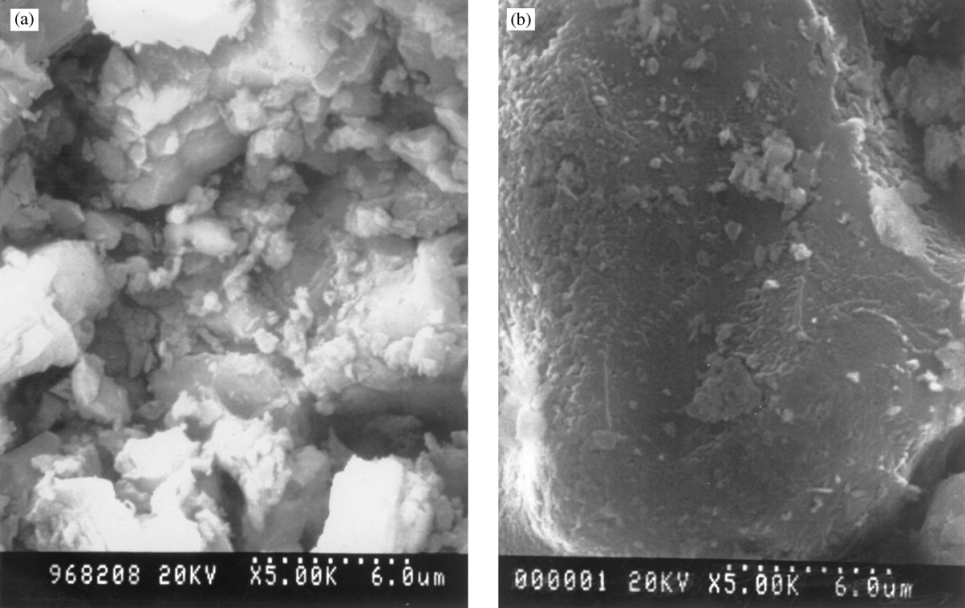 (a)
(b)
968208 20KV X5.00K 6.0um
000001 20KV X5.00K 6.0um